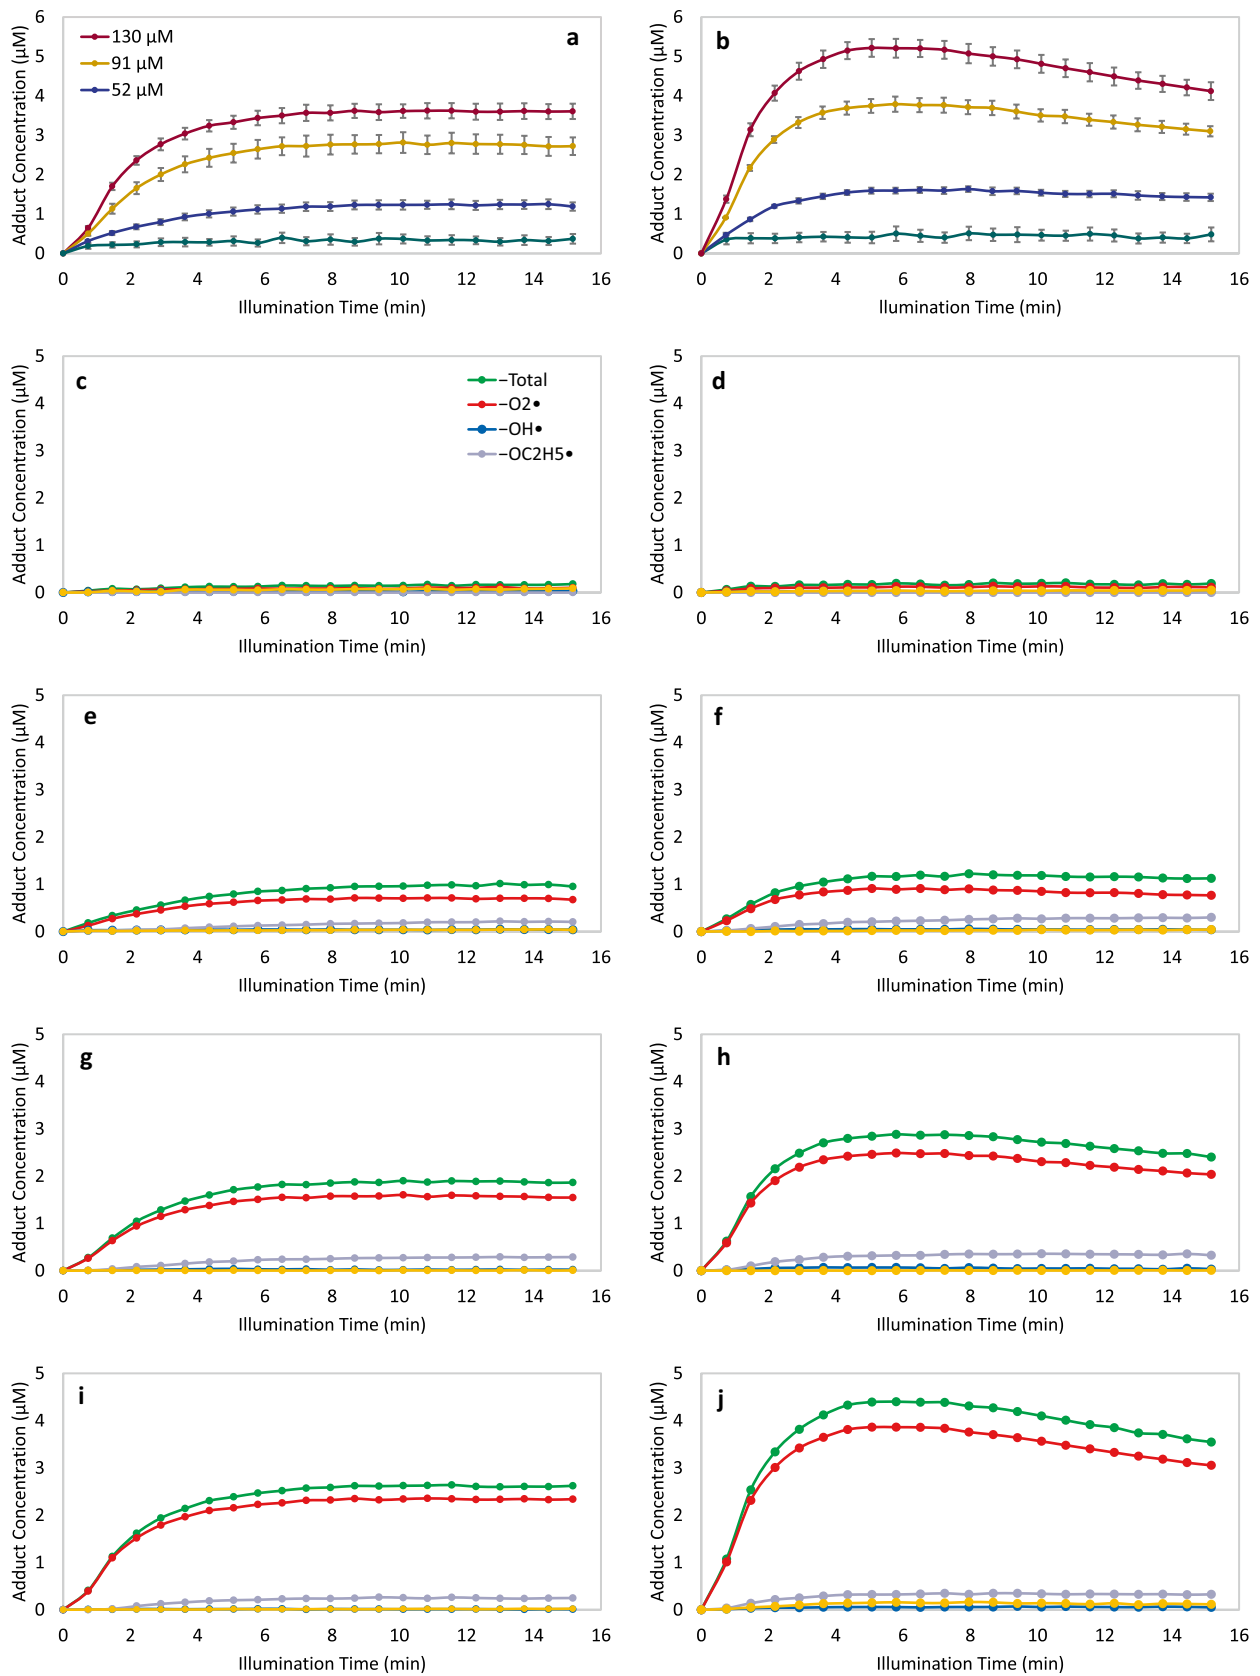 Adduct Concentration (µM)
6
5
4
3
2
1
0
130 µM
91 µM
52 µM
a
0 2 4 6 8 10 12 14 16
Illumination Time (min)
Adduct Concentration (µM)
6
5
4
3
2
1
0
b
0 2 4 6 8 10 12 14 16
llumination Time (min)
Adduct Concentration (µM)
5
4
3
2
1
0
c
–Total
–O2•
–OH•
–OC2H5•
0 2 4 6 8 10 12 14 16
Illumination Time (min)
Adduct Concentration (µM)
5
4
3
2
1
0
d
0 2 4 6 8 10 12 14 16
Illumination Time (min)
Adduct Concentration (µM)
5
4
3
2
1
0
e
0 2 4 6 8 10 12 14 16
Illumination Time (min)
Adduct Concentration (µM)
5
4
3
2
1
0
f
0 2 4 6 8 10 12 14 16
Illumination Time (min)
Adduct Concentration (µM)
5
4
3
2
1
0
g
0 2 4 6 8 10 12 14 16
Illumination Time (min)
Adduct Concentration (µM)
5
4
3
2
1
0
h
0 2 4 6 8 10 12 14 16
Illumination Time (min)
Adduct Concentration (µM)
5
4
3
2
1
0
i
0 2 4 6 8 10 12 14 16
Illumination Time (min)
Adduct Concentration (µM)
5
4
3
2
1
0
j
0 2 4 6 8 10 12 14 16
Illumination Time (min)